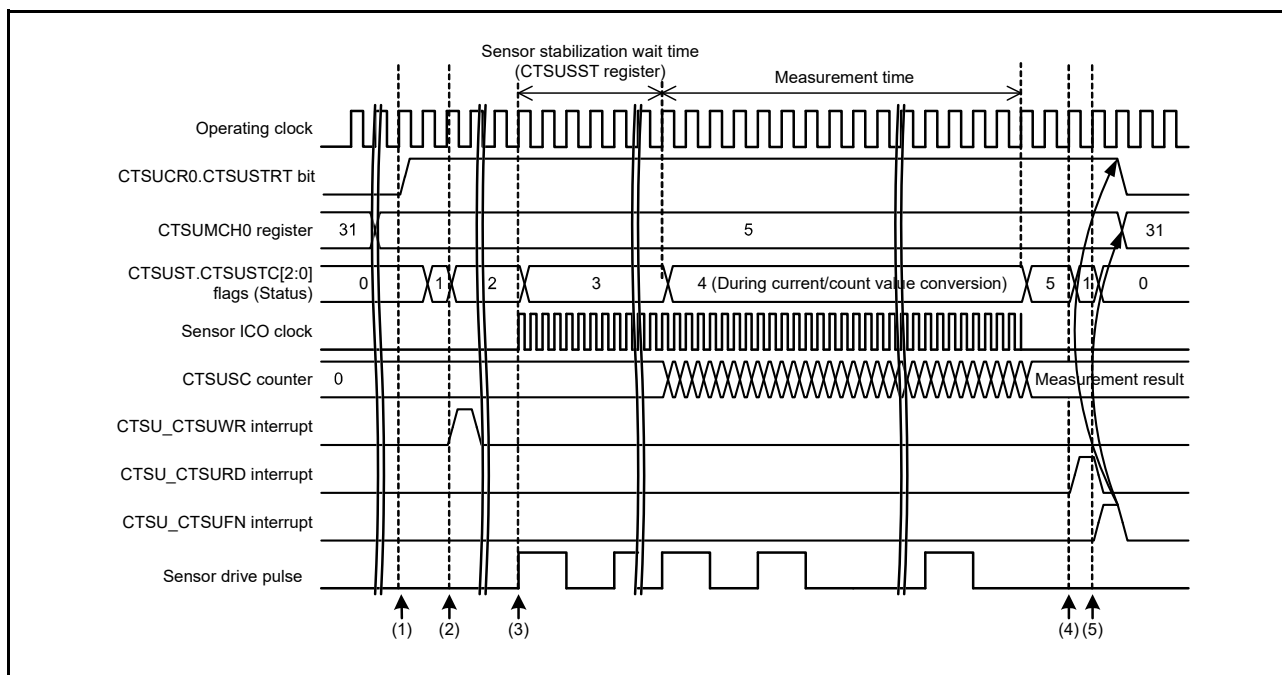 Sensor stabilization wait time
(CTSUSST register)
Measurement time
Operating clock
CTSUCR0.CTSUSTRT bit
CTSUMCH0 register
31
5
31
CTSUST.CTSUSTC[2:0]
flags (Status)
0
1
2
3
4 (During current/count value conversion)
5
1
0
Sensor ICO clock
CTSUSC counter
0
Measurement result
CTSU_CTSUWR interrupt
CTSU_CTSURD interrupt
CTSU_CTSUFN interrupt
Sensor drive pulse
(1)
(2)
(3)
(4)
(5)